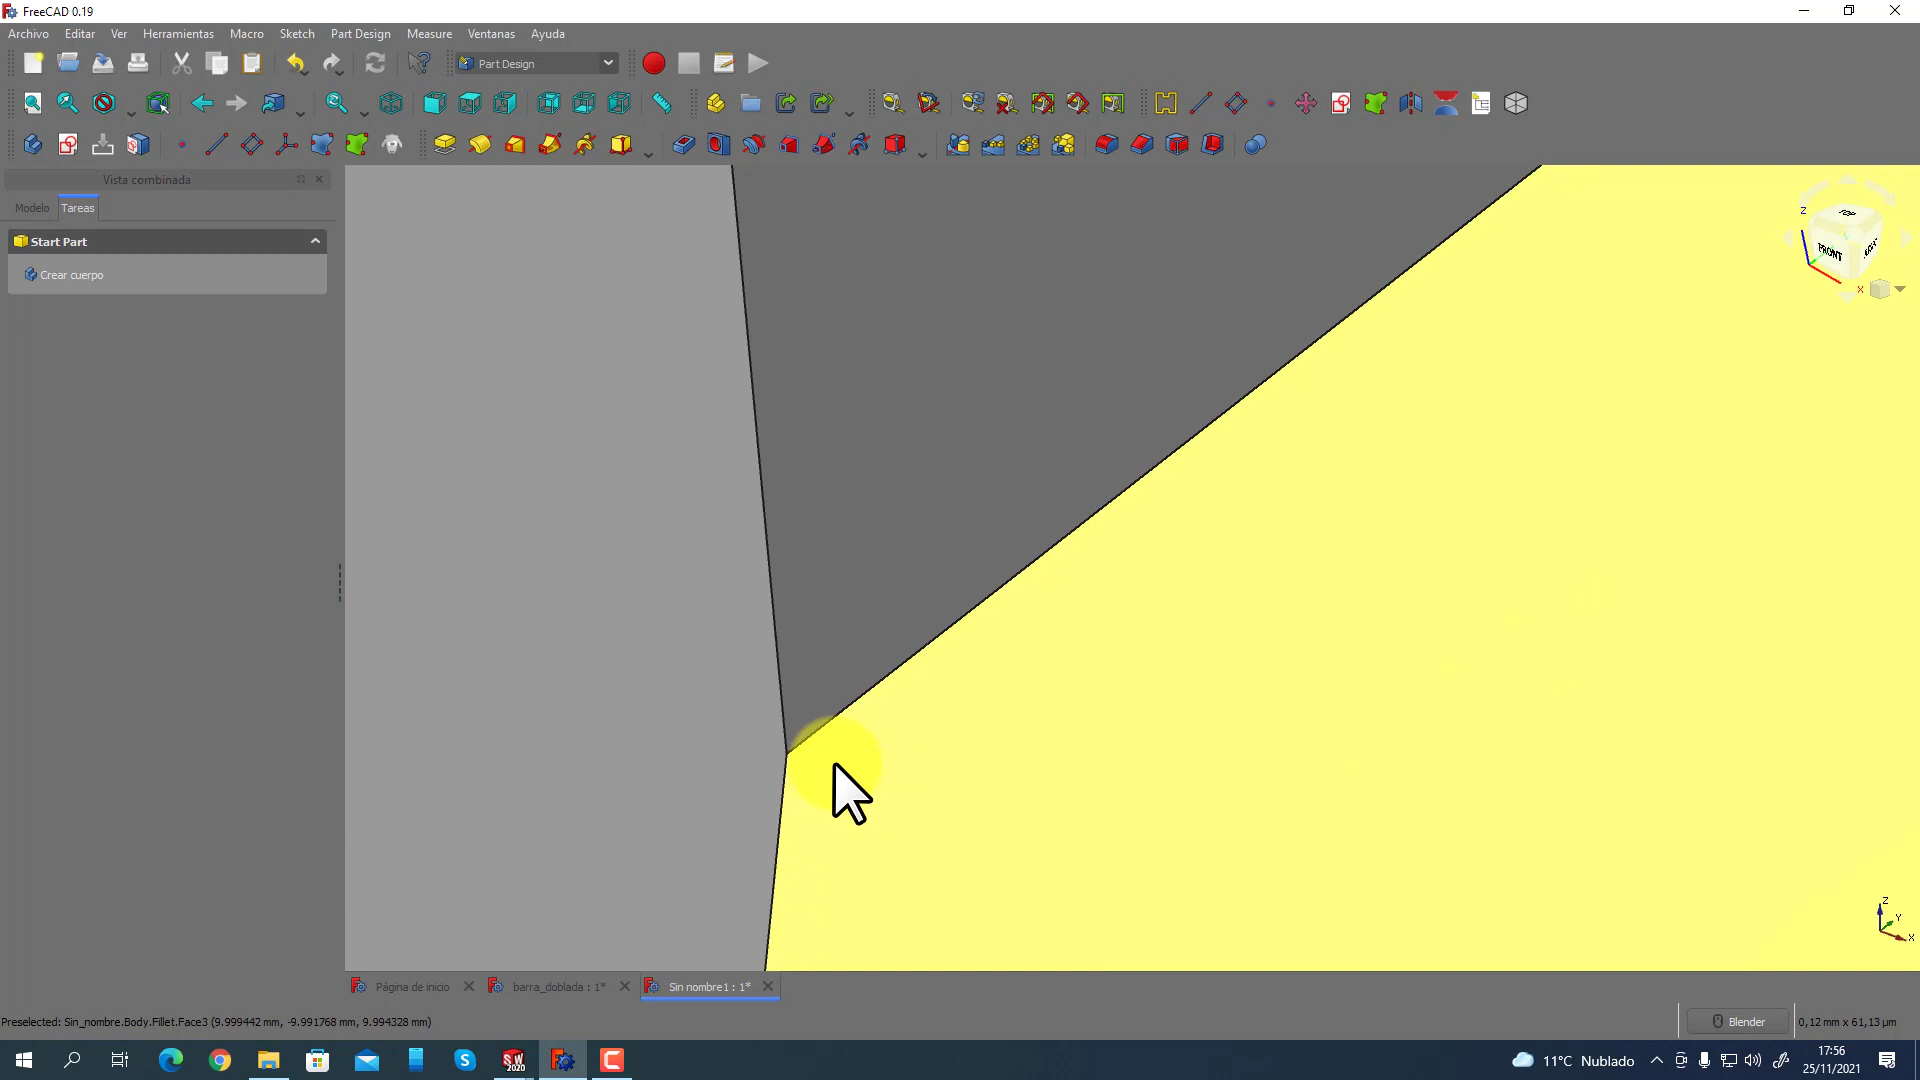 FreeCAD 0.19
Archivo Editar Ver Herramientas Macro Sketch Part Design Measure Ventanas Ayuda
Part Design
Vista combinada
Modelo Tareas
Start Part
Crear cuerpo
TOP
FRONT
Z
X
Z
Y
X
Página de inicio barra_doblada : 1* Sin nombre1 : 1*
Preselected: Sin_nombre.Body.Fillet.Face3 (9.999442 mm, -9.991768 mm, 9.994328 mm)
Blender 0,12 mm x 61,13 µm
SW 2020
11°C Nublado
17:56
25/11/2021